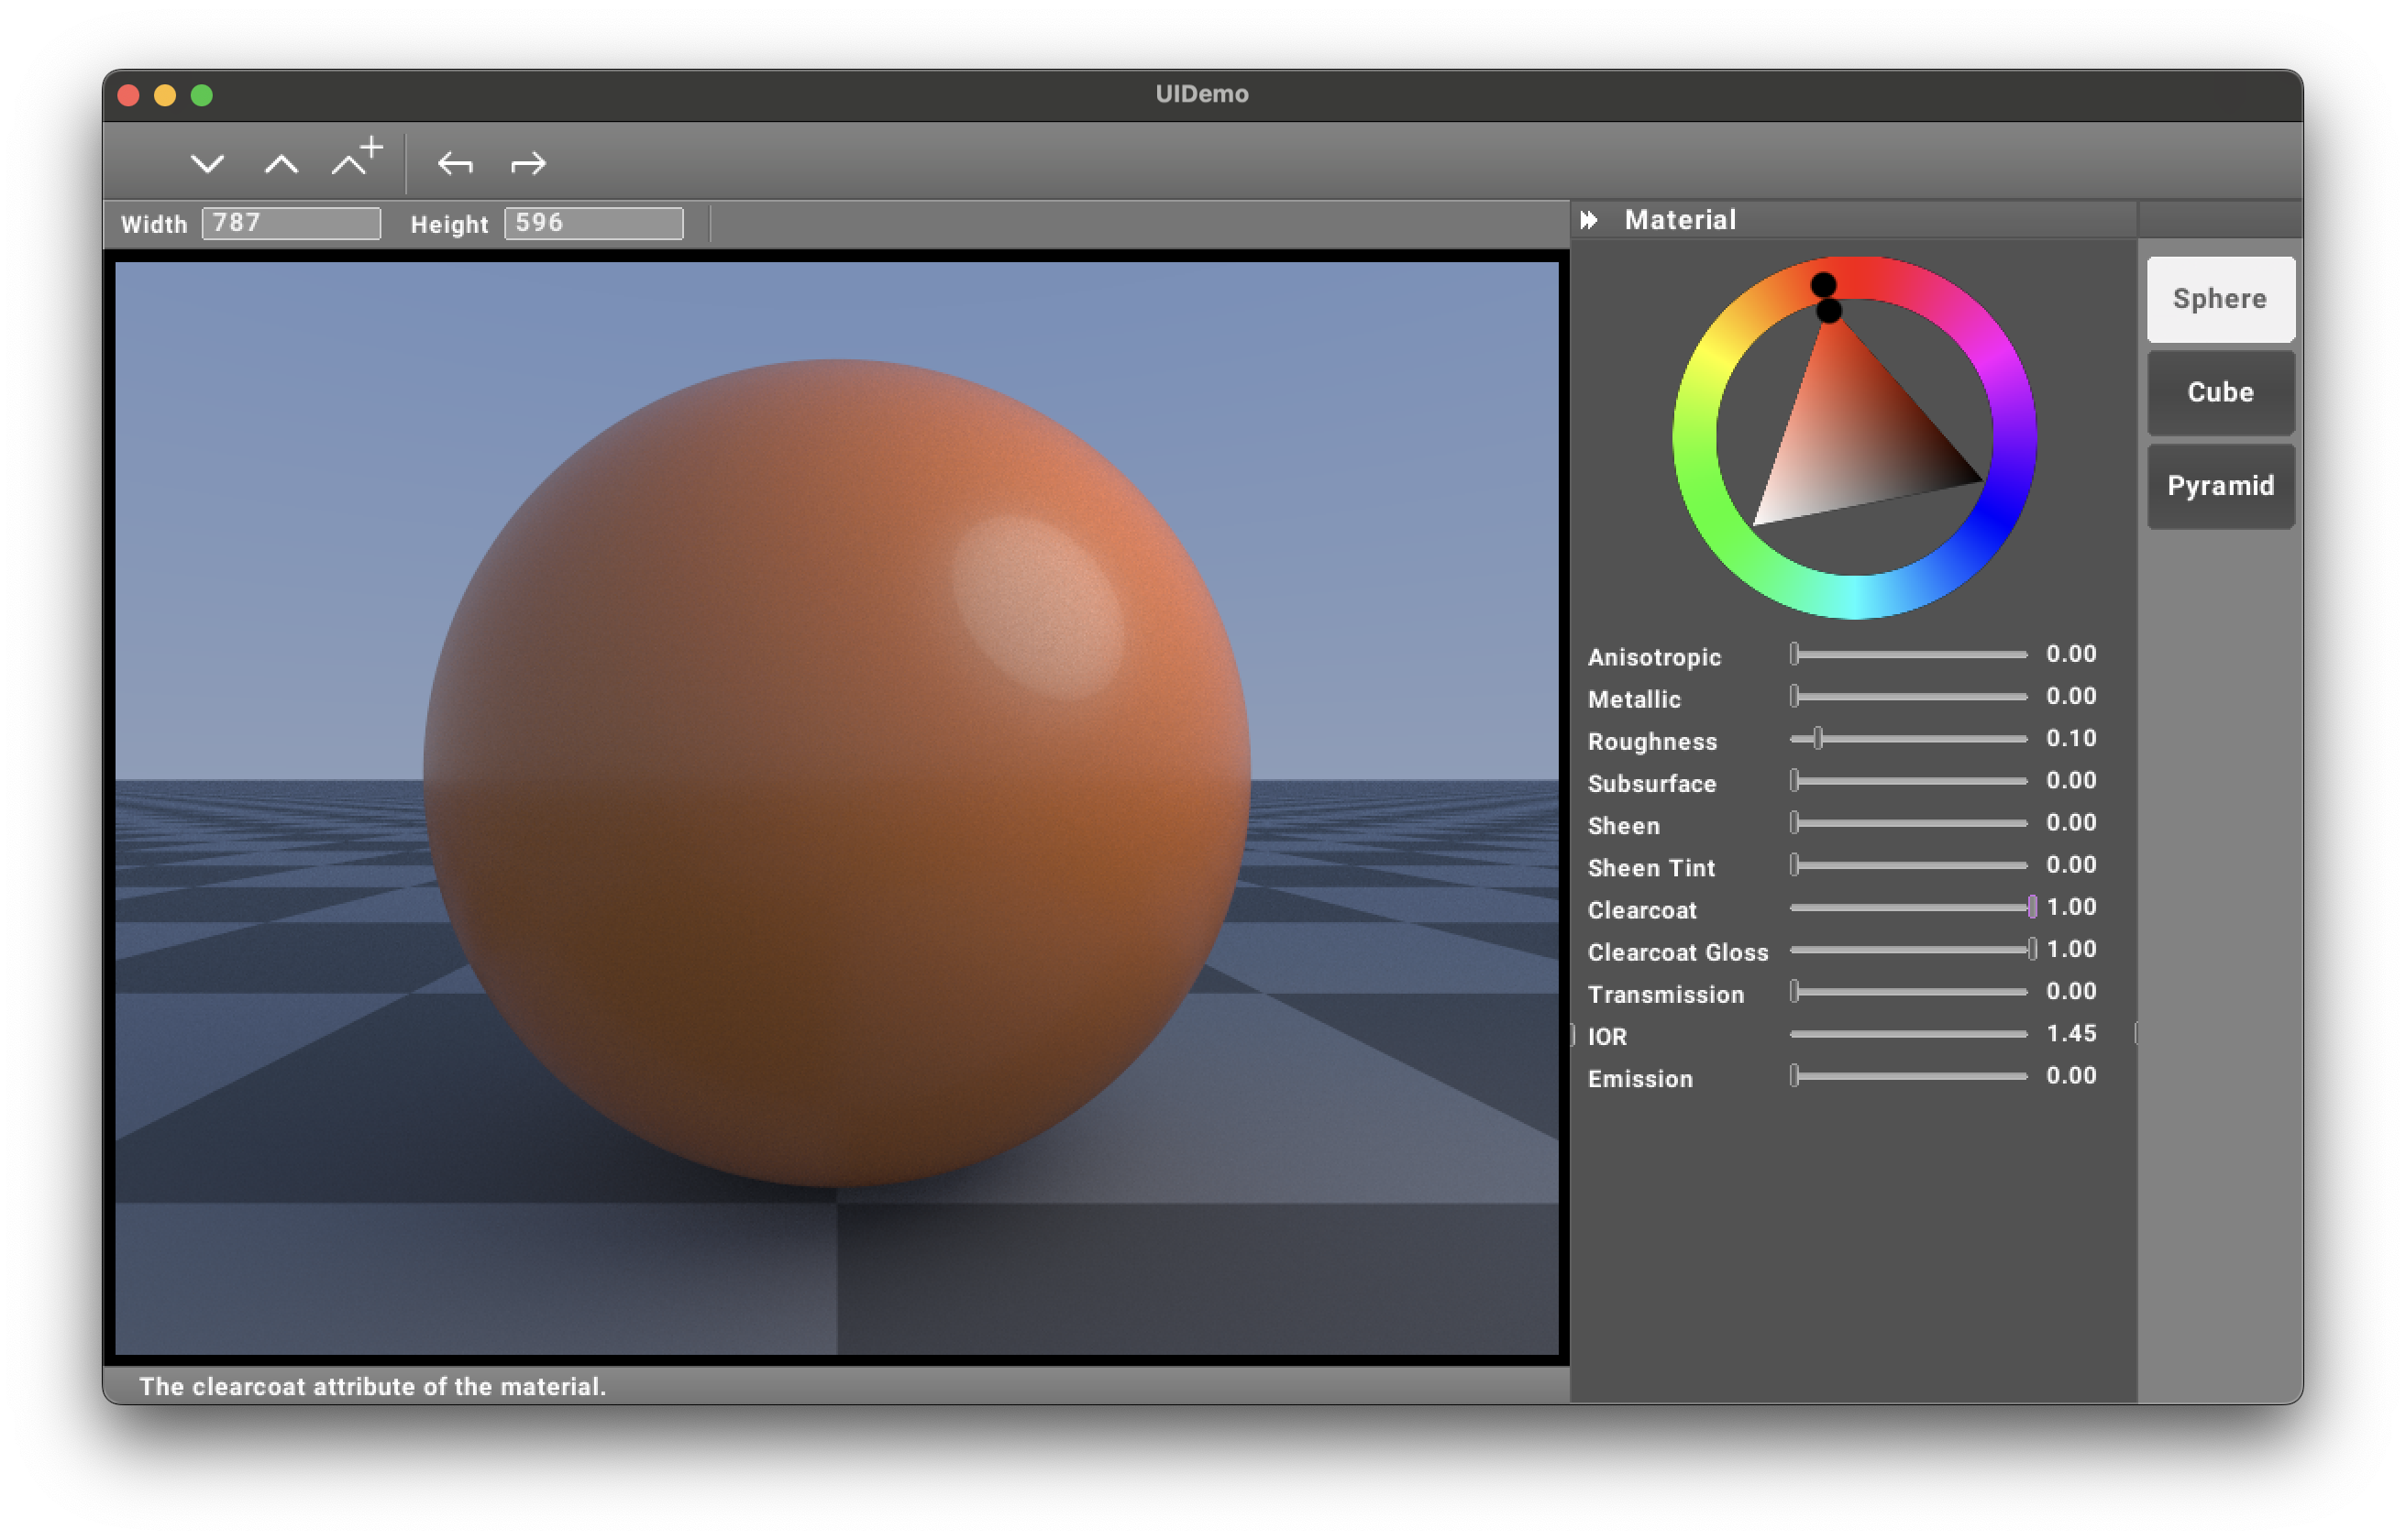 UIDemo
Width 787 Height 596
Material
Sphere
Cube
Pyramid
Anisotropic 0.00
Metallic 0.00
Roughness 0.10
Subsurface 0.00
Sheen 0.00
Sheen Tint 0.00
Clearcoat 1.00
Clearcoat Gloss 1.00
Transmission 0.00
IOR 1.45
Emission 0.00
The clearcoat attribute of the material.